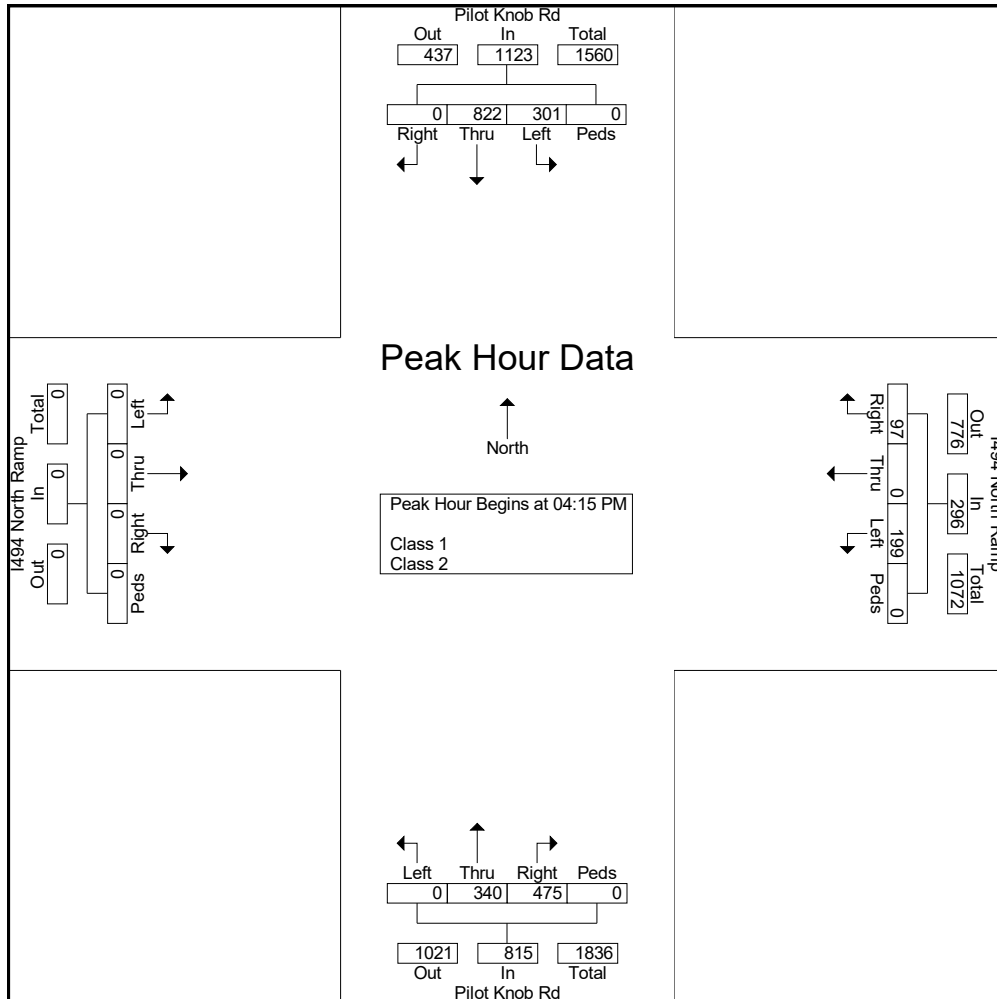 Pilot Knob Rd
Out In Total
437 1123 1560
0 822 301 0
Right Thru Left Peds
Peak Hour Data
North
Peak Hour Begins at 04:15 PM
Class 1
Class 2
I494 North Ramp
Total In Out
0 0 0
0 0 0 0
Left Thru Right Peds
I494 North Ramp
Out In Total
776 296 1072
97 0 199 0
Right Thru Left Peds
Left Thru Right Peds
0 340 475 0
1021 815 1836
Out In Total
Pilot Knob Rd